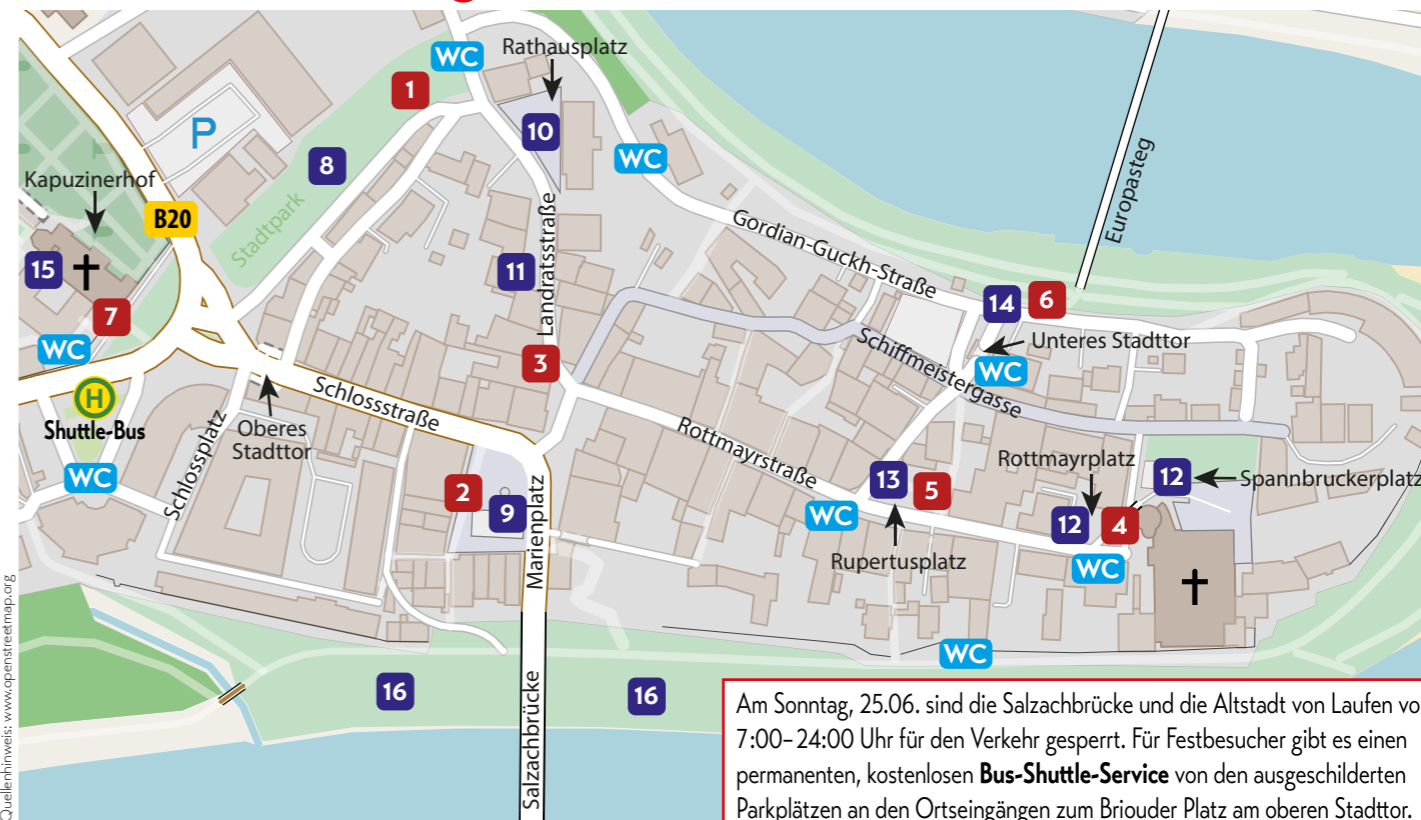 WC
Rathausplatz
1
10
P
8
WC
Kapuzinerhof
B20
Stadtpark
Landratsstraße
Gordian-Guckh-Straße
Europasteg
15
11
7
14
6
WC
Unteres Stadttor
WC
3
Schiffmeistergasse
H
Shuttle-Bus
Schlossstraße
Oberes
Stadttor
Schlossplatz
WC
Rottmayrstraße
Rottmayrplatz
12
Spannbruckerplatz
2
9
Marienplatz
13
5
WC
12
4
Rupertusplatz
WC
WC
16
16
Salzachbrücke
Quellenhinweis: www.openstreetmap.org
Am Sonntag, 25.06. sind die Salzachbrücke und die Altstadt von Laufen vo
7:00–24:00 Uhr für den Verkehr gesperrt. Für Festbesucher gibt es einen
permanenten, kostenlosen Bus-Shuttle-Service von den ausgeschilderten
Parkplätzen an den Ortseingängen zum Briouder Platz am oberen Stadttor.